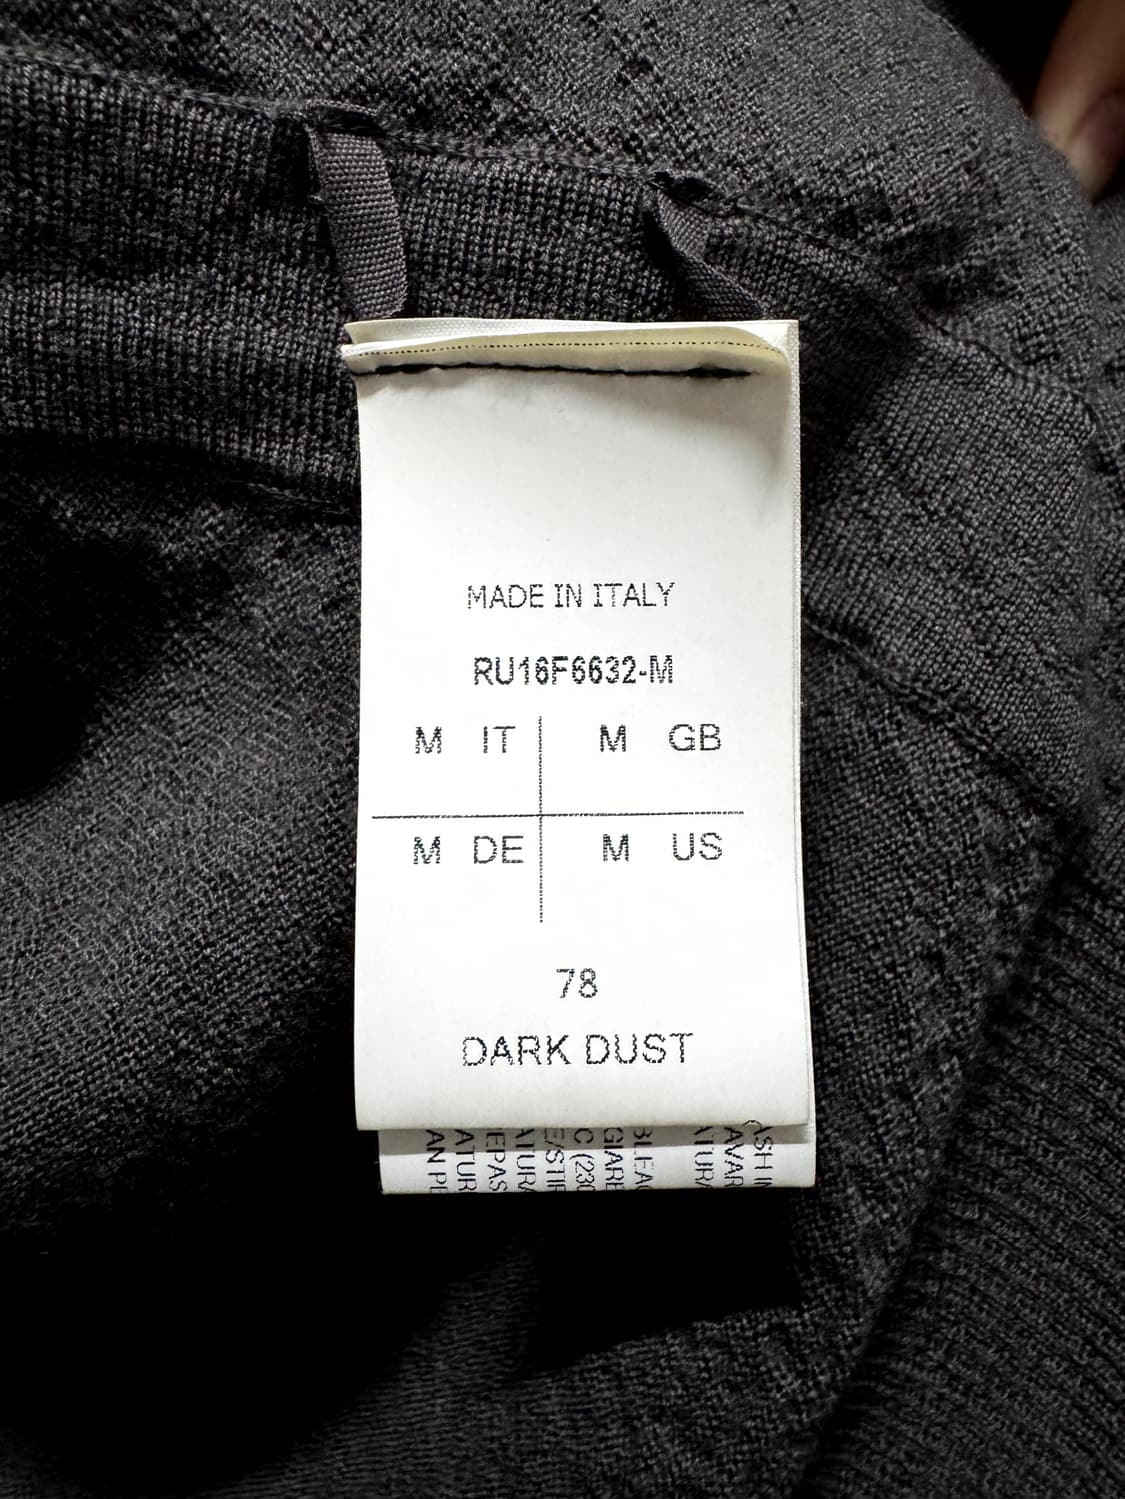 MADE IN ITALY
RU16F6632-M
M IT M GB
M DE M US
78
DARK DUST